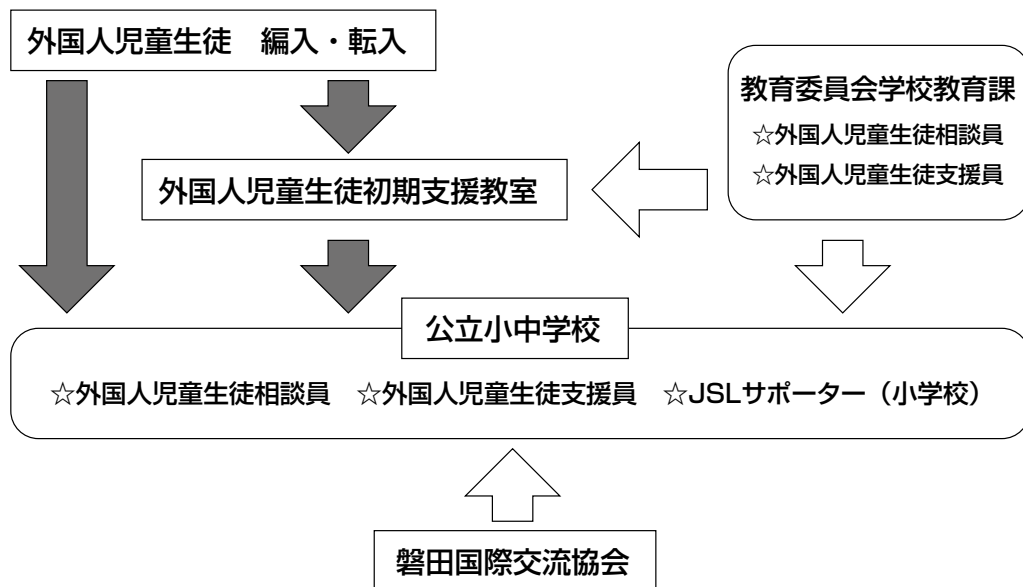 外国人児童生徒　編入・転入
教育委員会学校教育課
☆外国人児童生徒相談員
☆外国人児童生徒支援員
外国人児童生徒初期支援教室
公立小中学校
☆外国人児童生徒相談員　☆外国人児童生徒支援員　☆JSLサポーター（小学校）
磐田国際交流協会